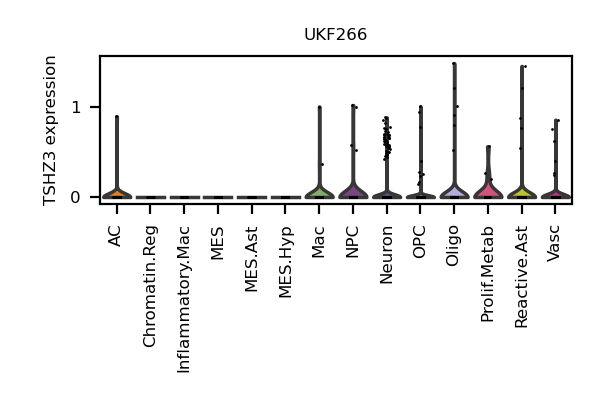 UKF266
TSHZ3 expression
1
0
AC
Chromatin.Reg
Inflammatory.Mac
MES
MES.Ast
MES.Hyp
Mac
NPC
Neuron
OPC
Oligo
Prolif.Metab
Reactive.Ast
Vasc